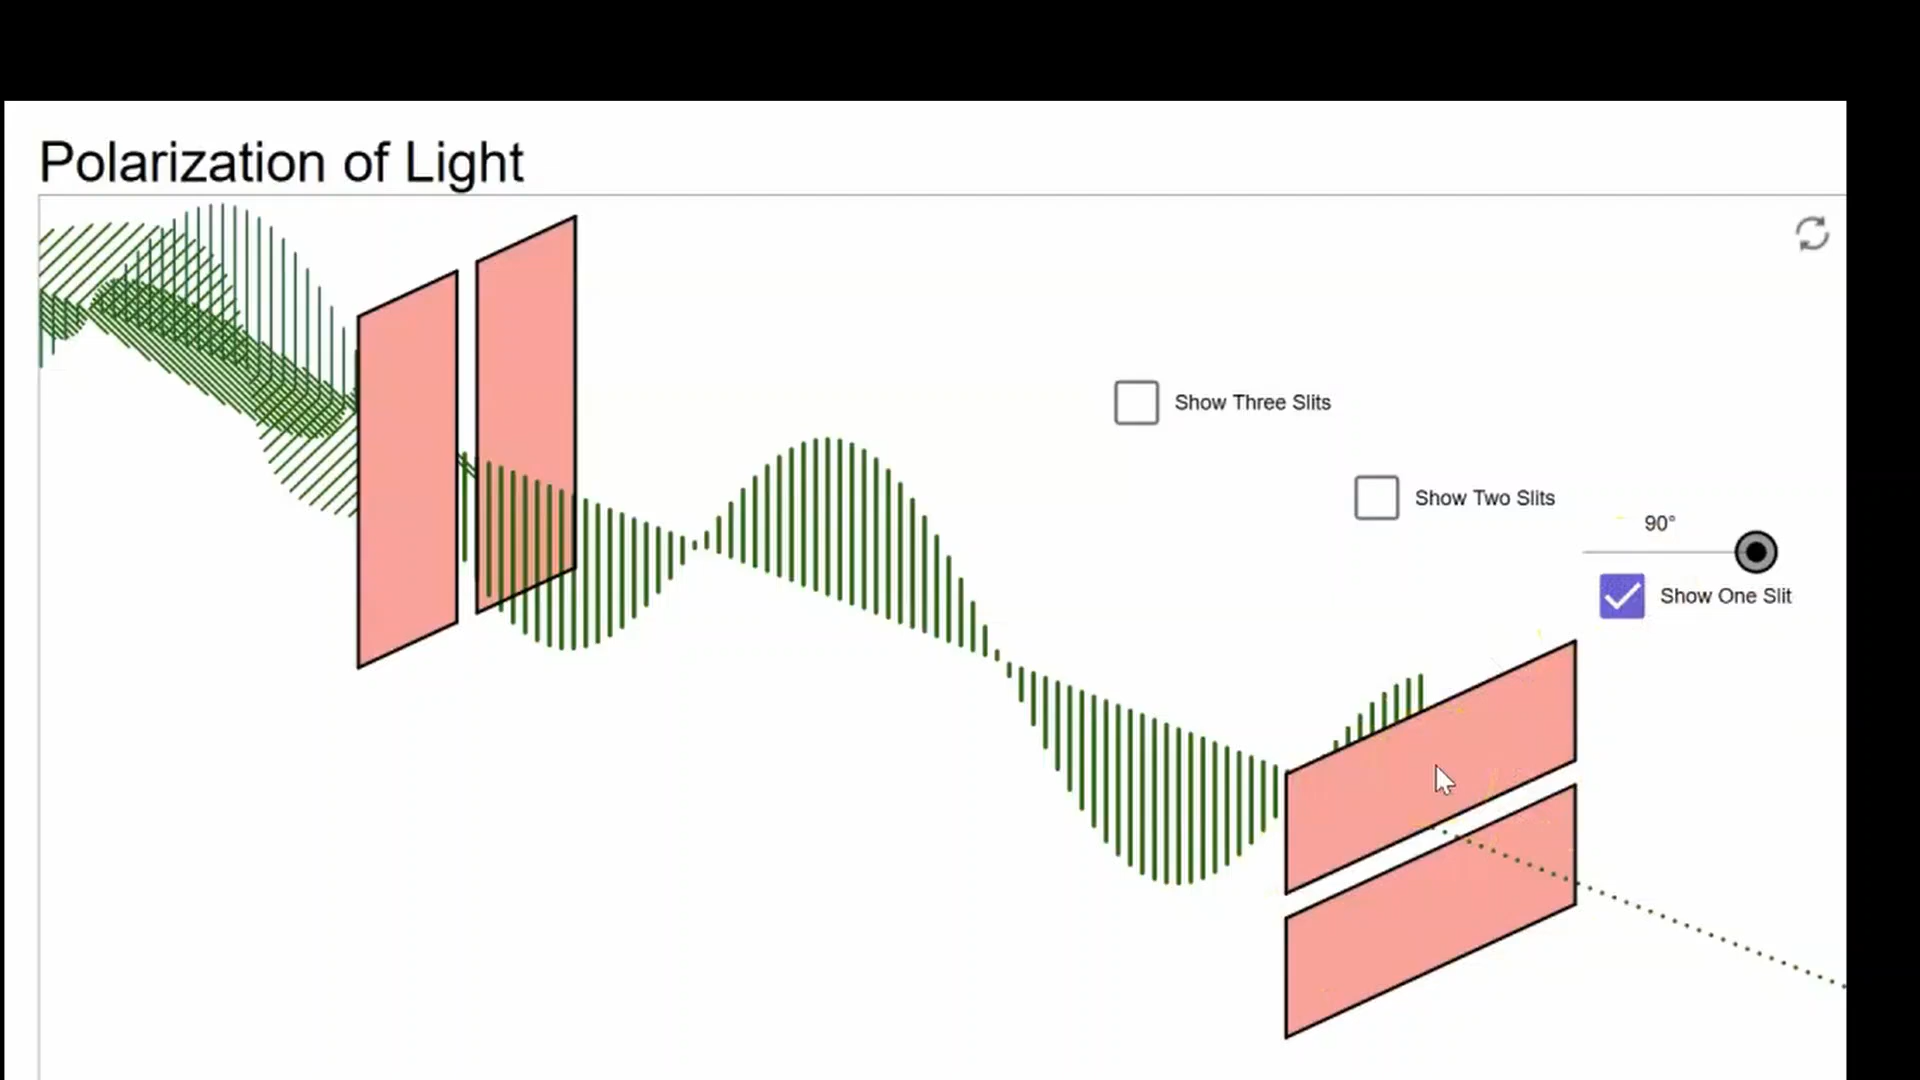 Polarization of Light
Show Three Slits
Show Two Slits
90°
Show One Slit